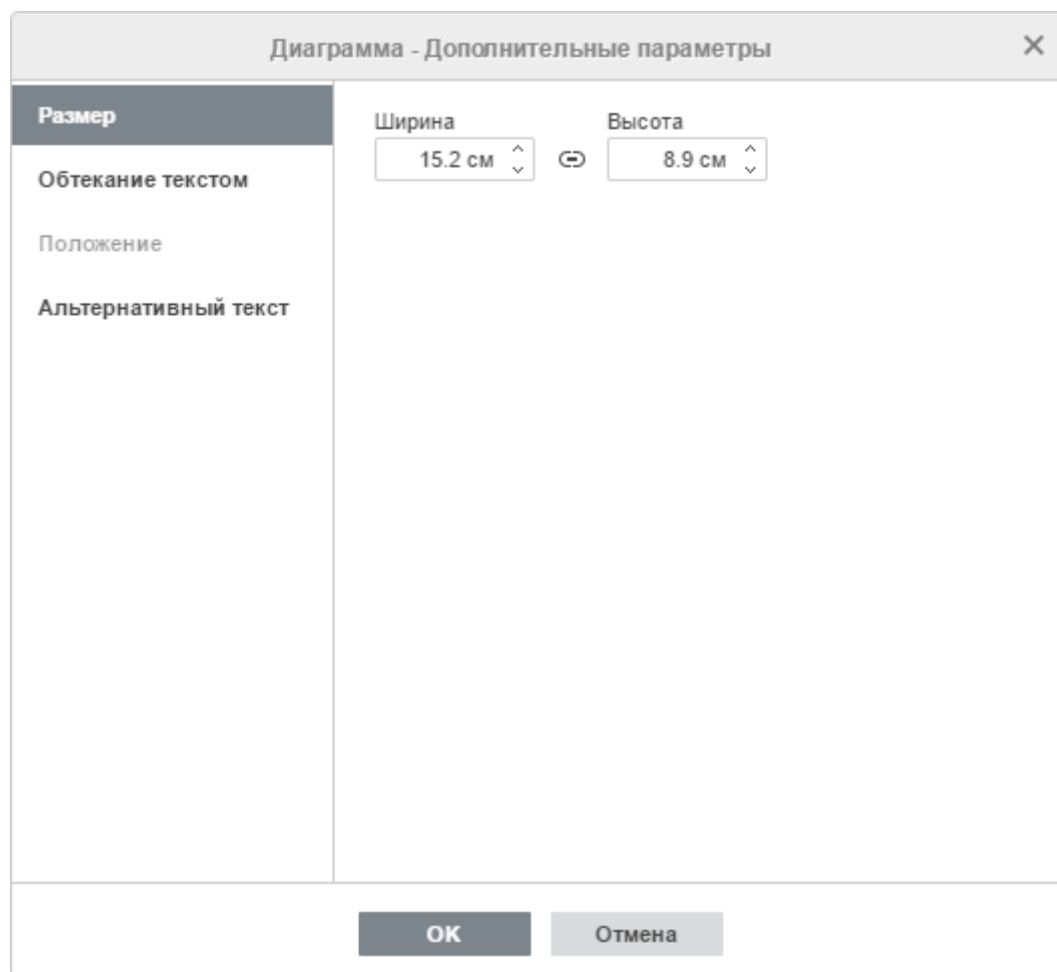 Диаграмма - Дополнительные параметры
Размер
Обтекание текстом
Положение
Альтернативный текст
Ширина Высота
15.2 см 8.9 см
OK Отмена